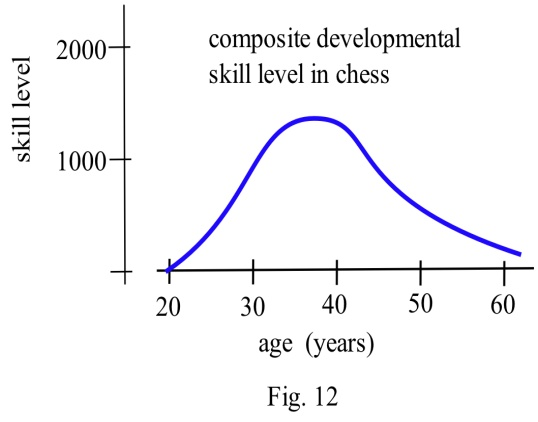 composite developmental
skill level in chess
skill level
2000
1000
20 30 40 50 60
age (years)
Fig. 12